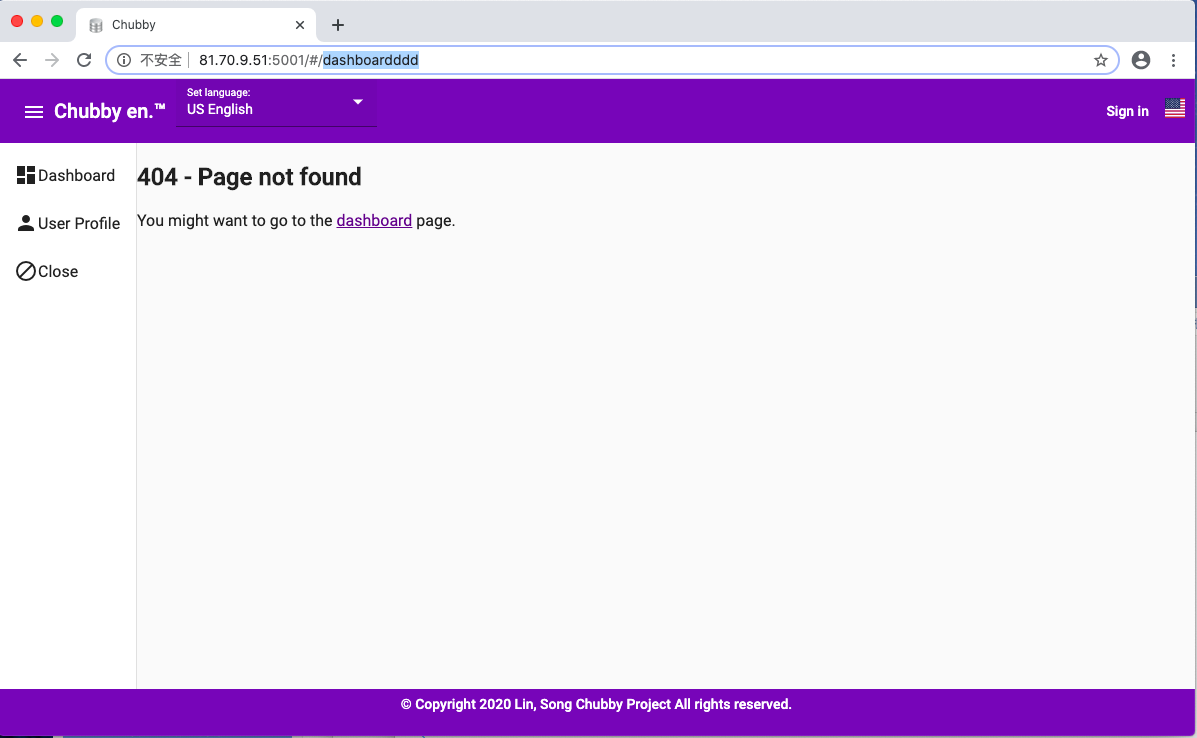 Chubby
不安全 81.70.9.51:5001/#/dashboardddd
Chubby en.™
Set language:
US English
Sign in
Dashboard
User Profile
Close
404 - Page not found
You might want to go to the dashboard page.
© Copyright 2020 Lin, Song Chubby Project All rights reserved.